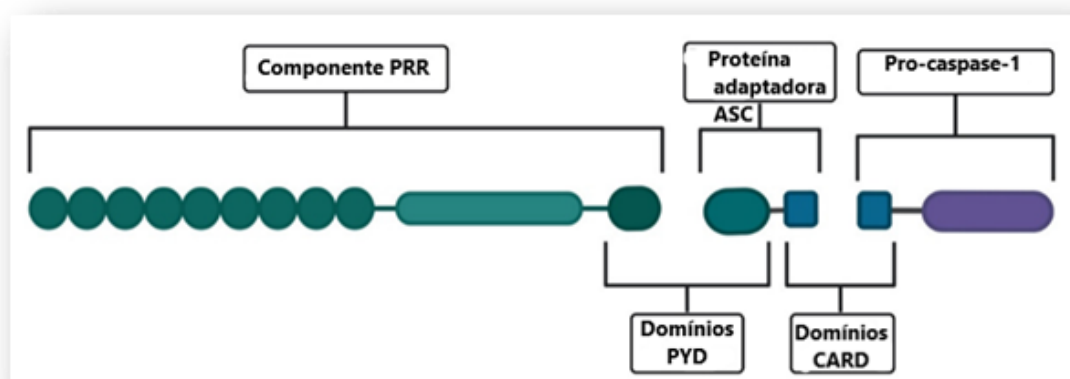 Componente PRR
Proteína
adaptadora
ASC
Pro-caspase-1
Domínios
PYD
Domínios
CARD